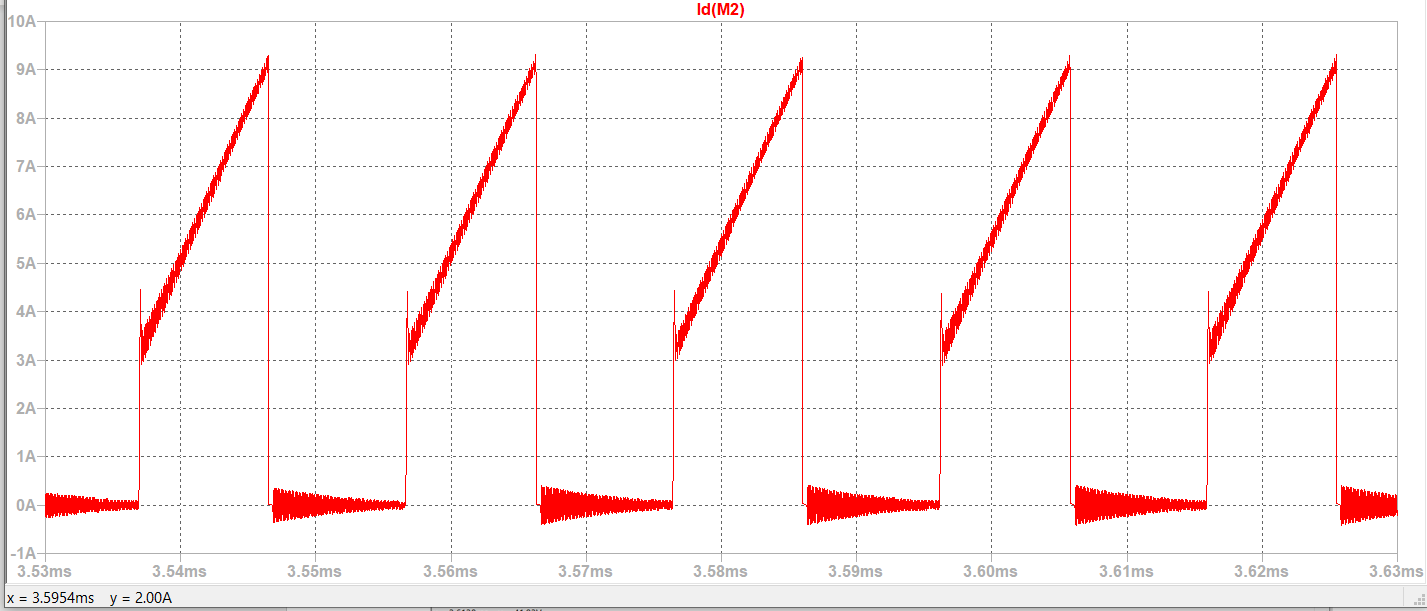 Id(M2)
10A
9A
8A
7A
6A
5A
4A
3A
2A
1A
0A
-1A
3.53ms 3.54ms 3.55ms 3.56ms 3.57ms 3.58ms 3.59ms 3.60ms 3.61ms 3.62ms 3.63ms
x = 3.5954ms y = 2.00A